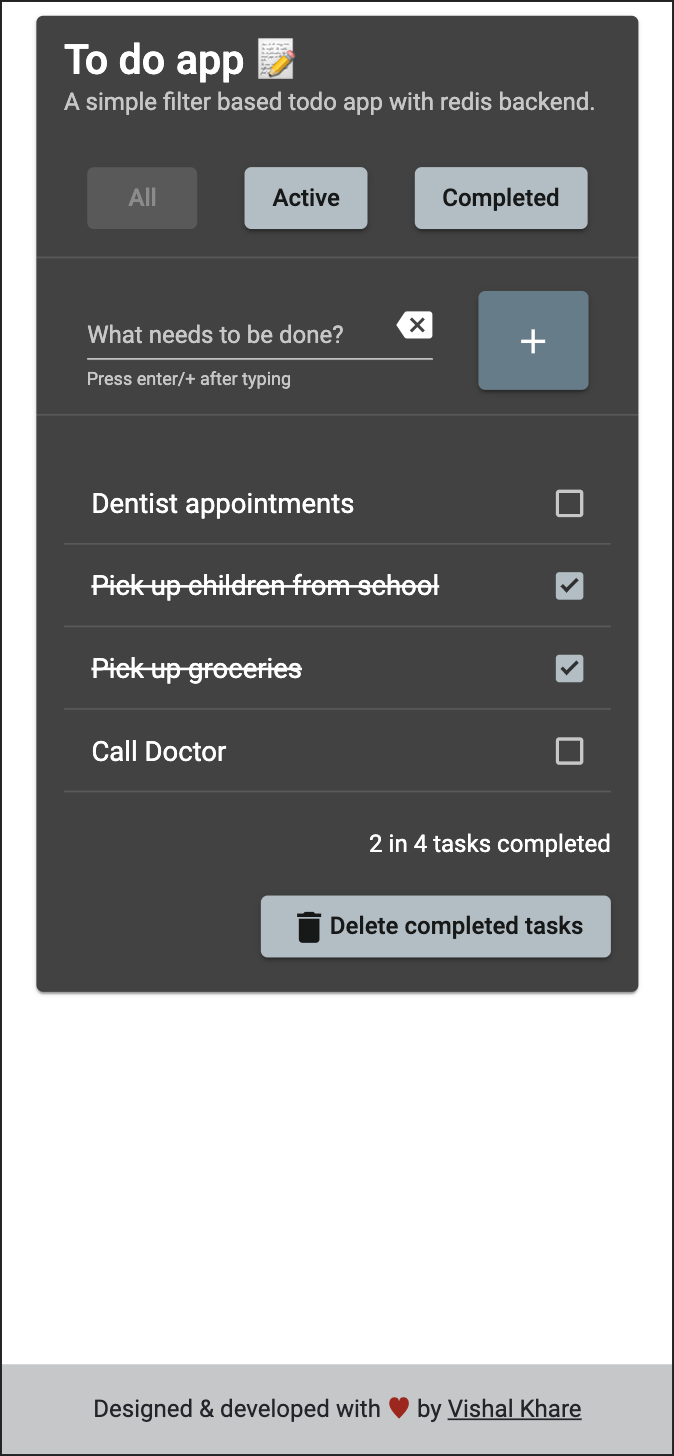 To do app 📝
A simple filter based todo app with redis backend.
All Active Completed
What needs to be done?
Press enter/+ after typing
Dentist appointments
Pick up children from school
Pick up groceries
Call Doctor
2 in 4 tasks completed
Delete completed tasks
Designed & developed with ♥ by Vishal Khare